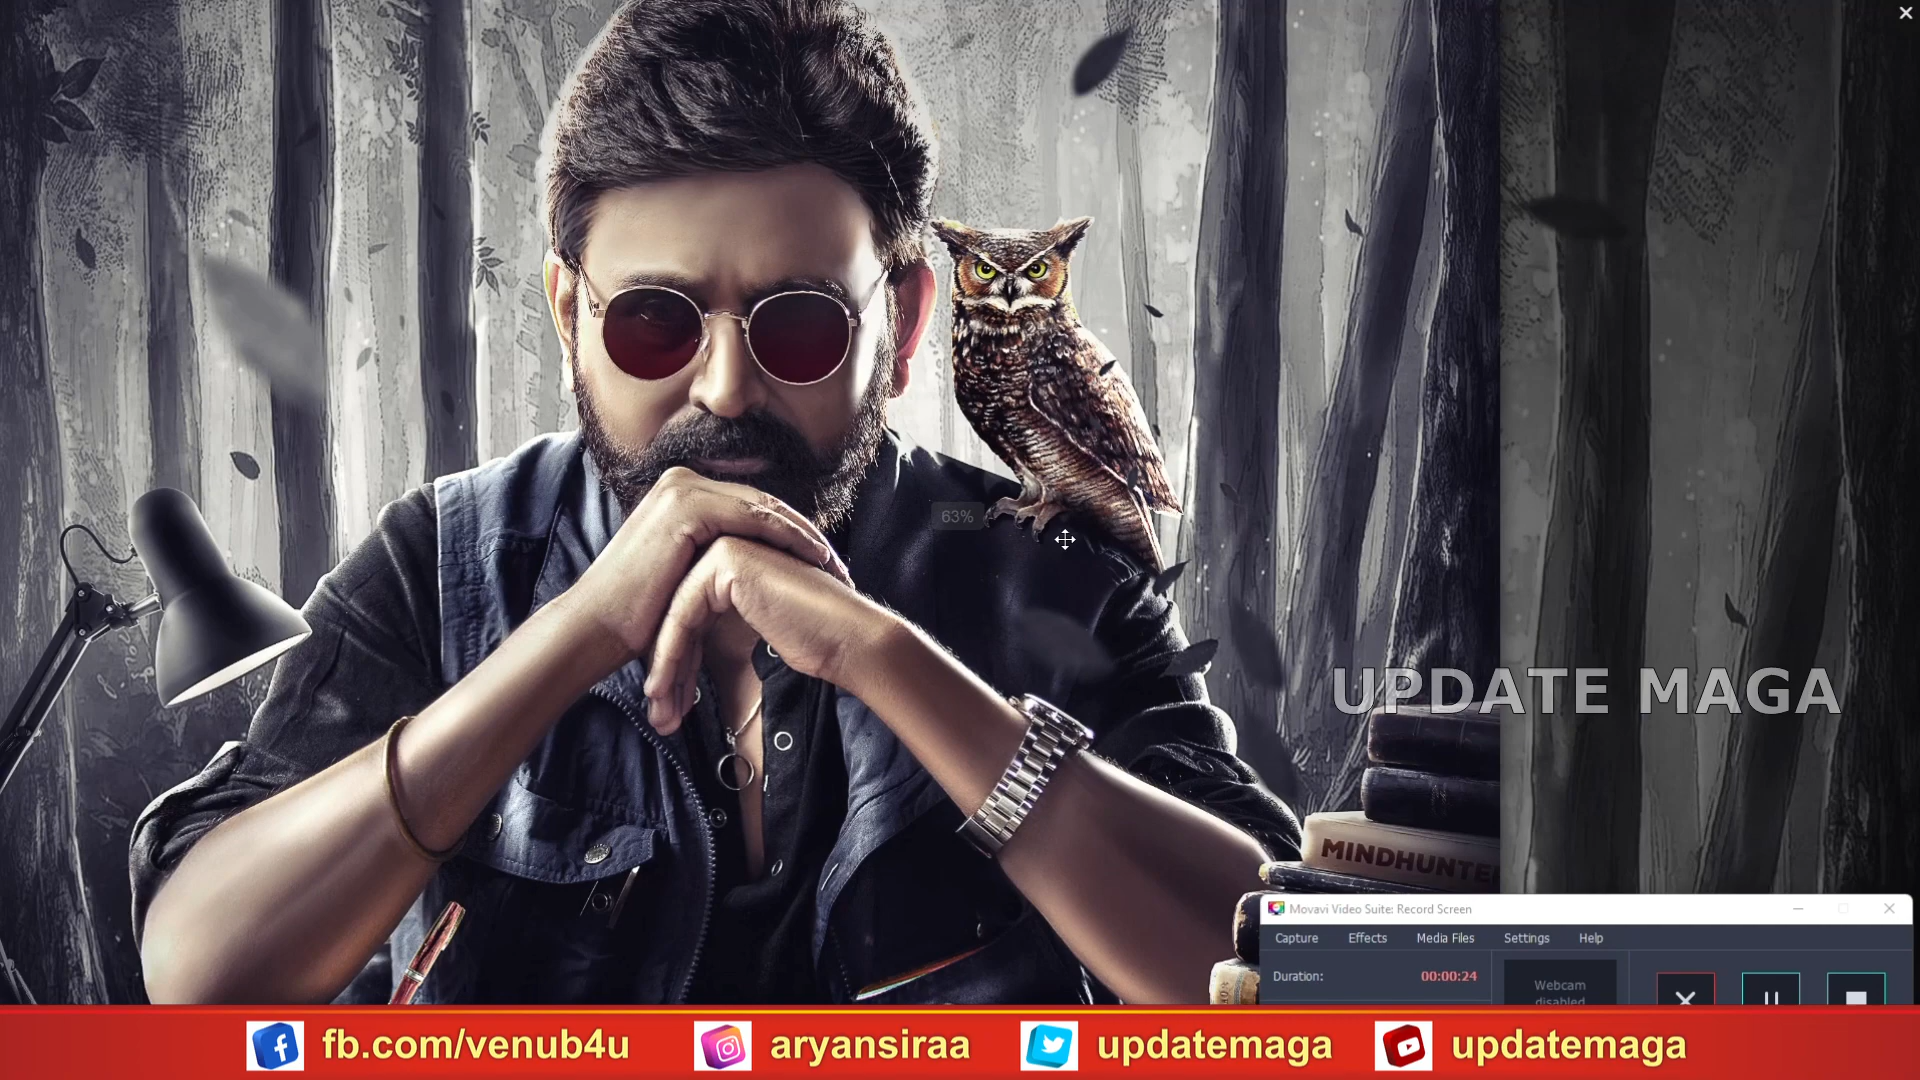 63%
UPDATE MAGA
MINDHUNTE
Movavi Video Suite: Record Screen
Capture Effects Media Files Settings Help
Duration: 00:00:24
Webcam
disabled
fb.com/venub4u aryansiraa updatemaga updatemaga